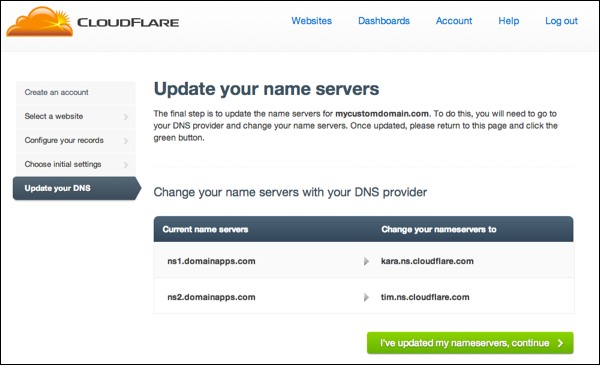 CLOUDFLARE
Websites Dashboards Account Help Log out
Create an account
Select a website
Configure your records
Choose initial settings
Update your DNS
Update your name servers
The final step is to update the name servers for mycustomdomain.com. To do this, you will need to go to
your DNS provider and change your name servers. Once updated, please return to this page and click the
green button.
Change your name servers with your DNS provider
Current name servers Change your nameservers to
ns1.domainapps.com kara.ns.cloudflare.com
ns2.domainapps.com tim.ns.cloudflare.com
I've updated my nameservers, continue